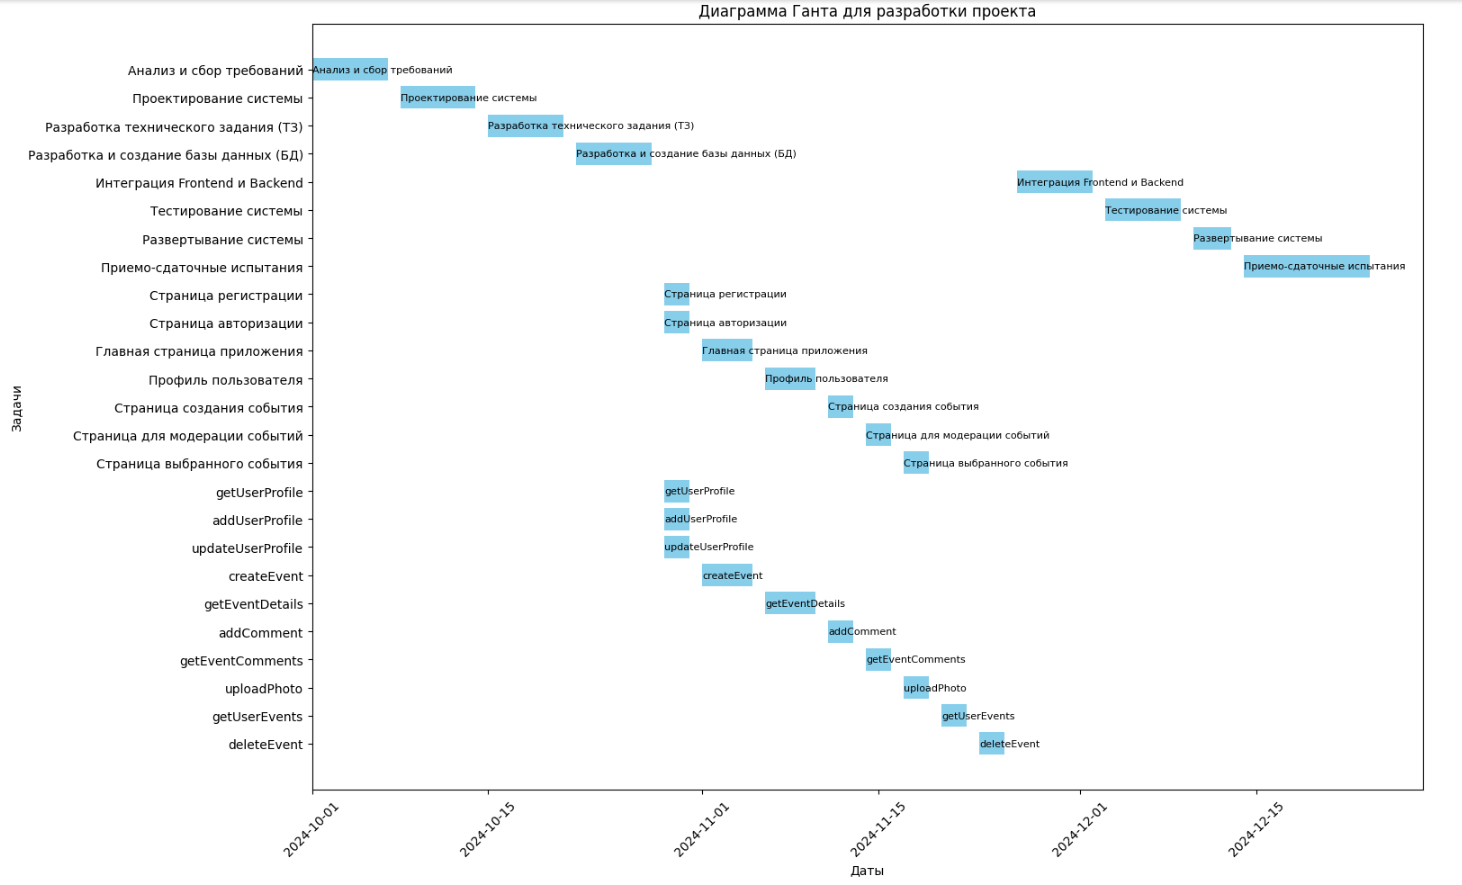 Диаграмма Ганта для разработки проекта
Анализ и сбор требований Анализ и сбор требований
Проектирование системы Проектирование системы
Разработка технического задания (ТЗ) Разработка технического задания (ТЗ)
Разработка и создание базы данных (БД) Разработка и создание базы данных (БД)
Интеграция Frontend и Backend Интеграция Frontend и Backend
Тестирование системы Тестирование системы
Развертывание системы Развертывание системы
Приемо-сдаточные испытания Приемо-сдаточные испытания
Страница регистрации Страница регистрации
Страница авторизации Страница авторизации
Главная страница приложения Главная страница приложения
Профиль пользователя Профиль пользователя
Страница создания события Страница создания события
Страница для модерации событий Страница для модерации событий
Страница выбранного события Страница выбранного события
getUserProfile getUserProfile
addUserProfile addUserProfile
updateUserProfile updateUserProfile
createEvent createEvent
getEventDetails getEventDetails
addComment addComment
getEventComments getEventComments
uploadPhoto uploadPhoto
getUserEvents getUserEvents
deleteEvent deleteEvent
Задачи
2024-10-01 2024-10-15 2024-11-01 2024-11-15 2024-12-01 2024-12-15
Даты